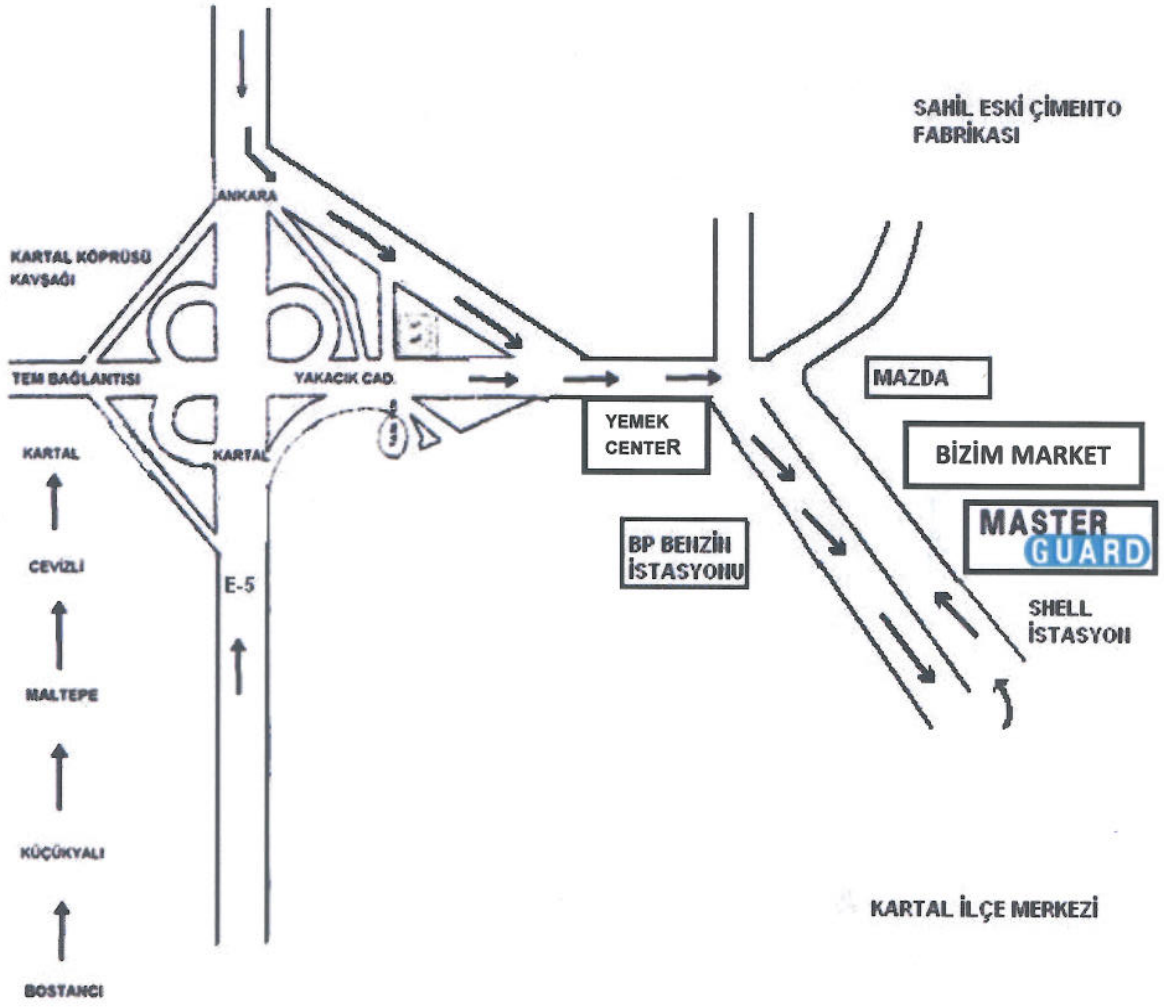 SAHİL ESKİ ÇİMENTO
FABRİKASI
ANKARA
KARTAL KÖPRÜSÜ
KAVŞAĞI
TEM BAĞLANTISI
YAKACIK CAD.
MAZDA
YEMEK
CENTER
KARTAL
KARTAL
BİZİM MARKET
MASTER
GUARD
BP BENZİN
İSTASYONU
CEVİZLİ
E-5
SHELL
İSTASYON
MALTEPE
KÜÇÜKYALI
KARTAL İLÇE MERKEZİ
BOSTANCI